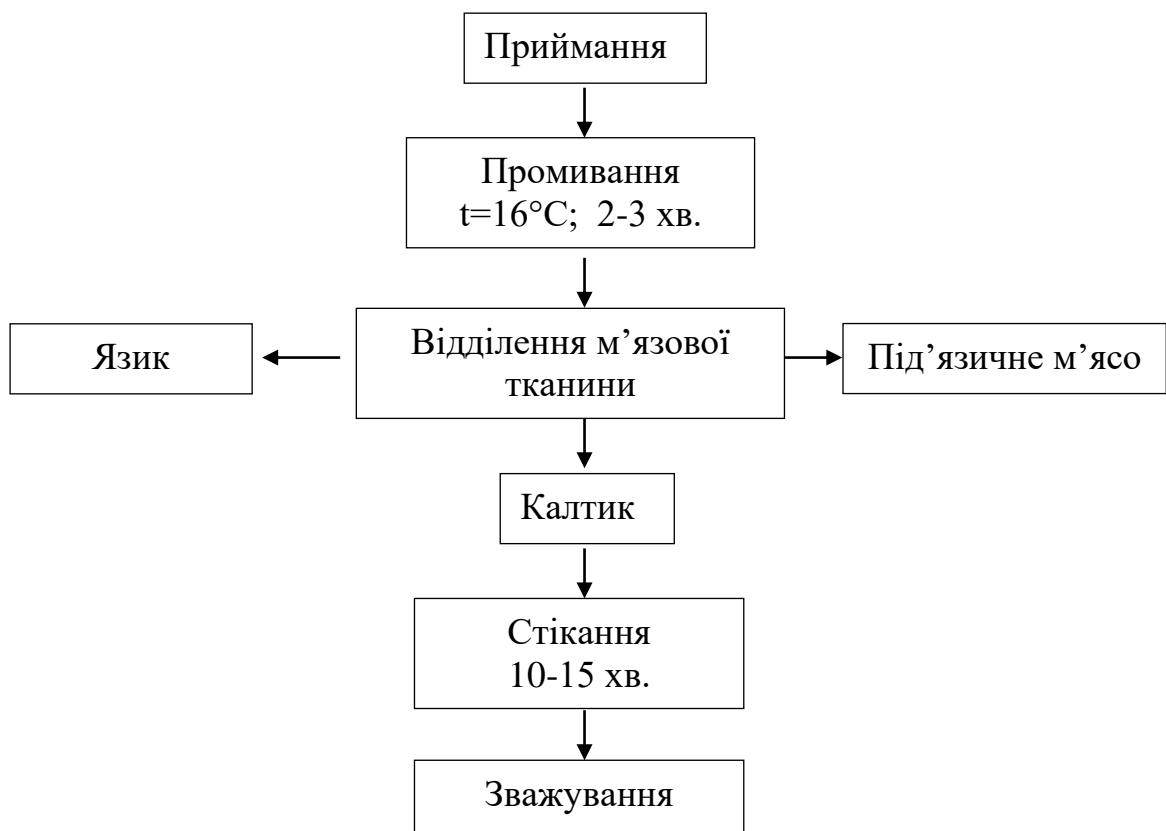 Приймання
Промивання
t=16°C; 2-3 хв.
Язик
Відділення м’язової
тканини
Під’язичне м’ясо
Калтик
Стікання
10-15 хв.
Зважування